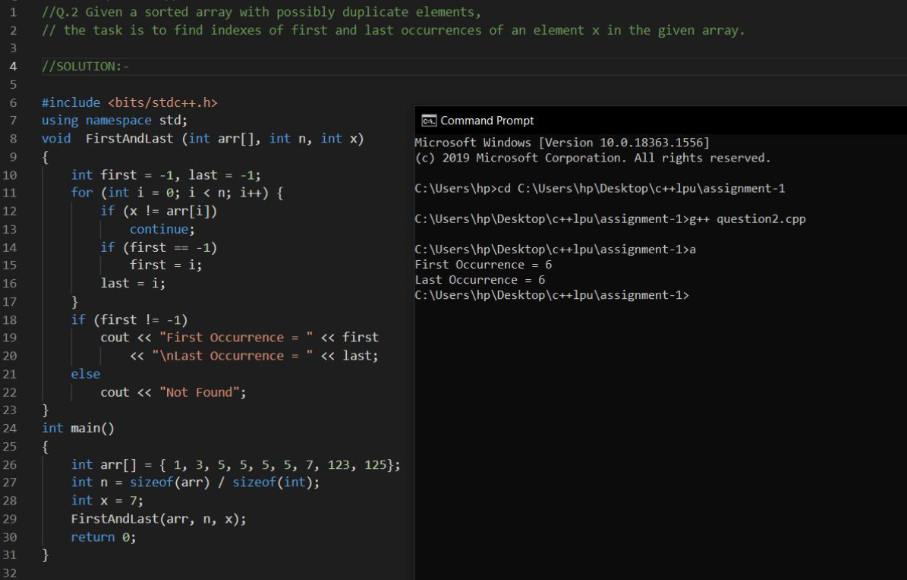 1 //Q.2 Given a sorted array with possibly duplicate elements,
2 // the task is to find indexes of first and last occurrences of an element x in the given array.
3
4 //SOLUTION:-
5
6 #include <bits/stdc++.h>
7 using namespace std;
8 void  FirstAndLast (int arr[], int n, int x)
9 {
10     int first = -1, last = -1;
11     for (int i = 0; i < n; i++) {
12         if (x != arr[i])
13             continue;
14         if (first == -1)
15             first = i;
16         last = i;
17     }
18     if (first != -1)
19         cout << "First Occurrence = " << first
20             << "\nLast Occurrence = " << last;
21     else
22         cout << "Not Found";
23 }
24 int main()
25 {
26     int arr[] = { 1, 3, 5, 5, 5, 5, 7, 123, 125};
27     int n = sizeof(arr) / sizeof(int);
28     int x = 7;
29     FirstAndLast(arr, n, x);
30     return 0;
31 }
32
Command Prompt
Microsoft Windows [Version 10.0.18363.1556]
(c) 2019 Microsoft Corporation. All rights reserved.
C:\Users\hp>cd C:\Users\hp\Desktop\c++lpu\assignment-1
C:\Users\hp\Desktop\c++lpu\assignment-1>g++ question2.cpp
C:\Users\hp\Desktop\c++lpu\assignment-1>a
First Occurrence = 6
Last Occurrence = 6
C:\Users\hp\Desktop\c++lpu\assignment-1>